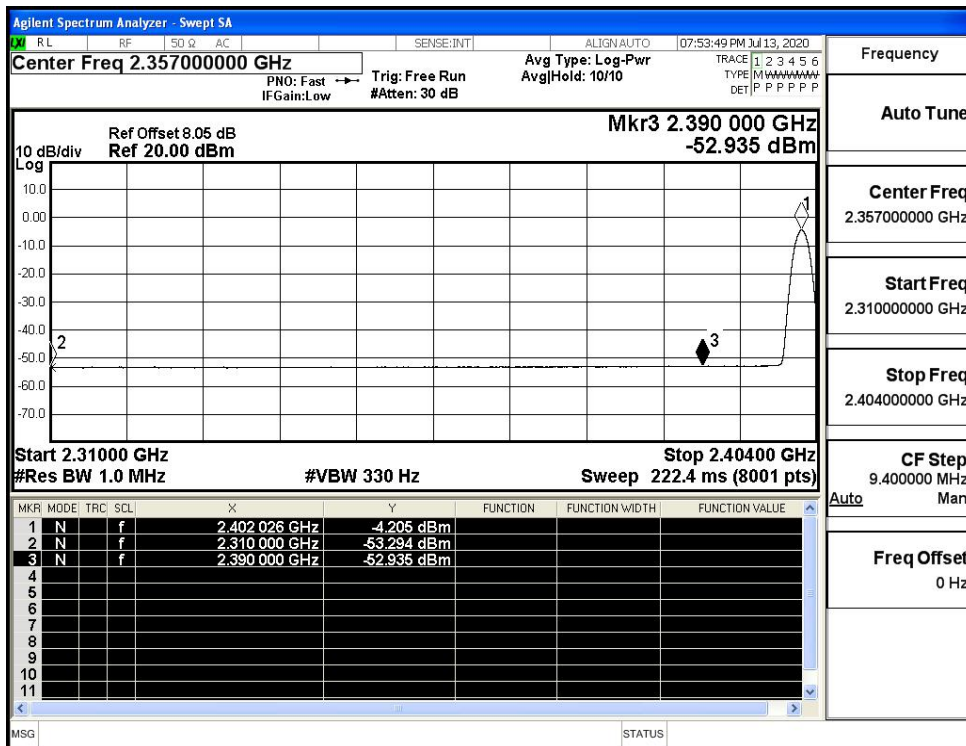 Agilent Spectrum Analyzer - Swept SA
LXI RL RF 50 Ω AC SENSE:INT ALIGNAUTO 07:53:49 PM Jul 13, 2020
Center Freq 2.357000000 GHz
PNO: Fast
IFGain:Low
Trig: Free Run
#Atten: 30 dB
Avg Type: Log-Pwr
Avg|Hold: 10/10
TRACE 1 2 3 4 5 6
TYPE M
DET P P P P P P
Mkr3 2.390 000 GHz
-52.935 dBm
Ref Offset 8.05 dB
10 dB/div Ref 20.00 dBm
Log
10.0
0.00
-10.0
-20.0
-30.0
-40.0
-50.0
-60.0
-70.0
1
2
3
Start 2.31000 GHz Stop 2.40400 GHz
#Res BW 1.0 MHz #VBW 330 Hz Sweep 222.4 ms (8001 pts)
MKR MODE TRC SCL X Y FUNCTION FUNCTION WIDTH FUNCTION VALUE
1 N f 2.402 026 GHz -4.205 dBm
2 N f 2.310 000 GHz -53.294 dBm
3 N f 2.390 000 GHz -52.935 dBm
4
5
6
7
8
9
10
11
MSG STATUS
Frequency
Auto Tune
Center Freq
2.357000000 GHz
Start Freq
2.310000000 GHz
Stop Freq
2.404000000 GHz
CF Step
9.400000 MHz
Auto Man
Freq Offset
0 Hz